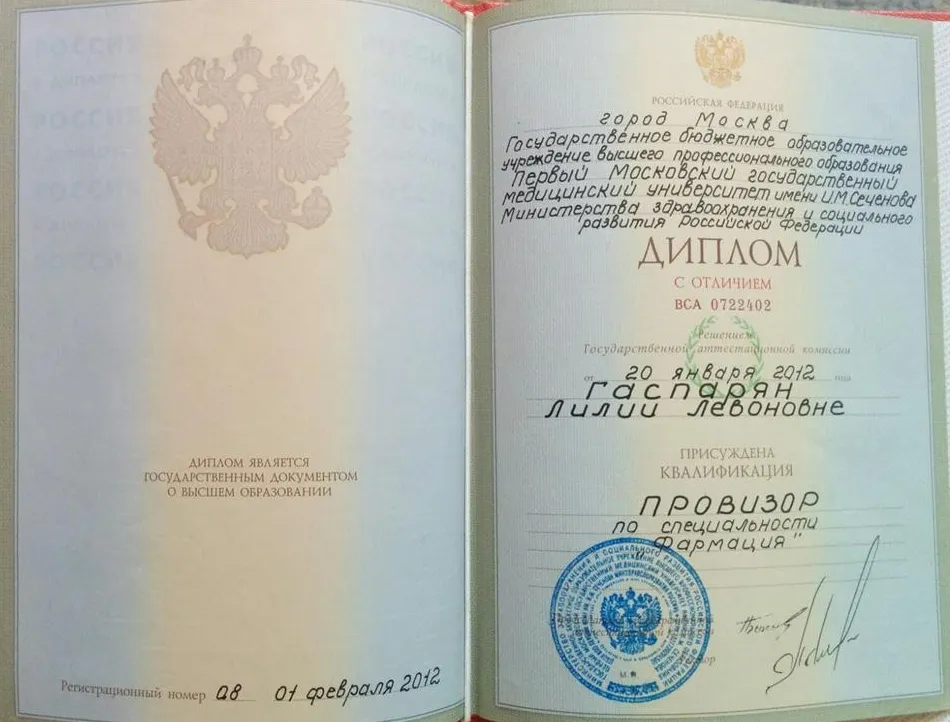 ДИПЛОМ ЯВЛЯЕТСЯ
ГОСУДАРСТВЕННЫМ ДОКУМЕНТОМ
О ВЫСШЕМ ОБРАЗОВАНИИ
Регистрационный номер 98 01 февраля 2012
РОССИЙСКАЯ ФЕДЕРАЦИЯ
город Москва
Государственное бюджетное образовательное
учреждение высшего профессионального образования
Первый Московский государственный
медицинский университет имени И.М.Сеченова
Министерства здравоохранения и социального
развития Российской Федерации
ДИПЛОМ
С ОТЛИЧИЕМ
ВСА 0722402
Решением
Государственной аттестационной комиссии
от 20 января 2012 года
Гаспарян
Лилии Левоновне
ПРИСУЖДЕНА
КВАЛИФИКАЦИЯ
ПРОВИЗОР
по специальности
"Фармация"
М.П.